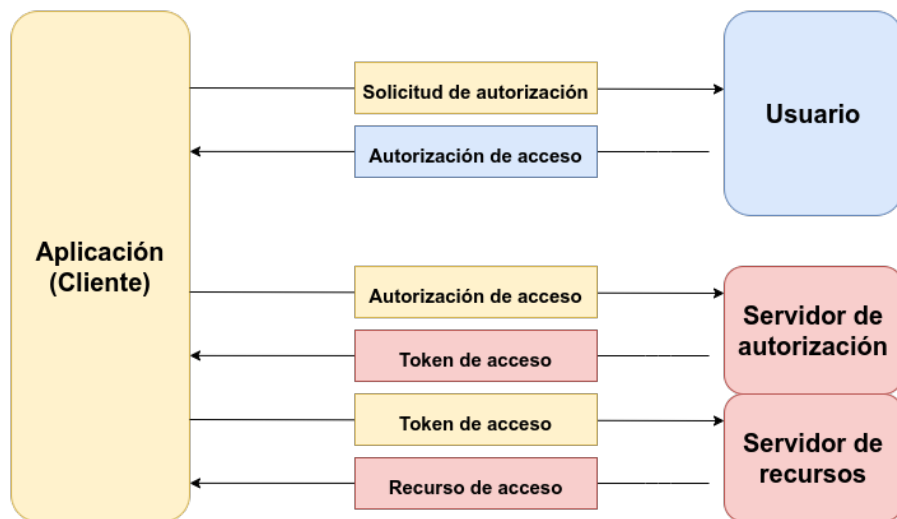 Solicitud de autorización
Usuario
Autorización de acceso
Aplicación
(Cliente)
Autorización de acceso
Servidor de
autorización
Token de acceso
Token de acceso
Servidor de
recursos
Recurso de acceso